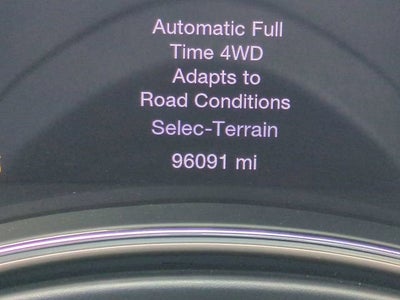 Automatic Full
Time 4WD
Adapts to
Road Conditions
Selec-Terrain
96091 mi